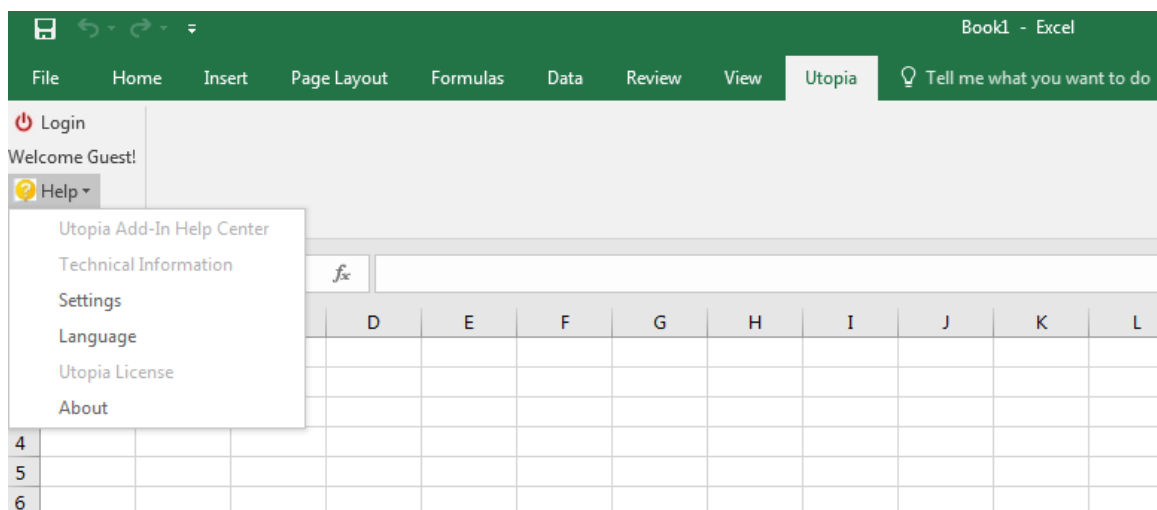 Book1 - Excel
File Home Insert Page Layout Formulas Data Review View Utopia Tell me what you want to do
Login
Welcome Guest!
Help
Utopia Add-In Help Center
Technical Information
Settings
Language
Utopia License
About
fx
D E F G H I J K L
4
5
6